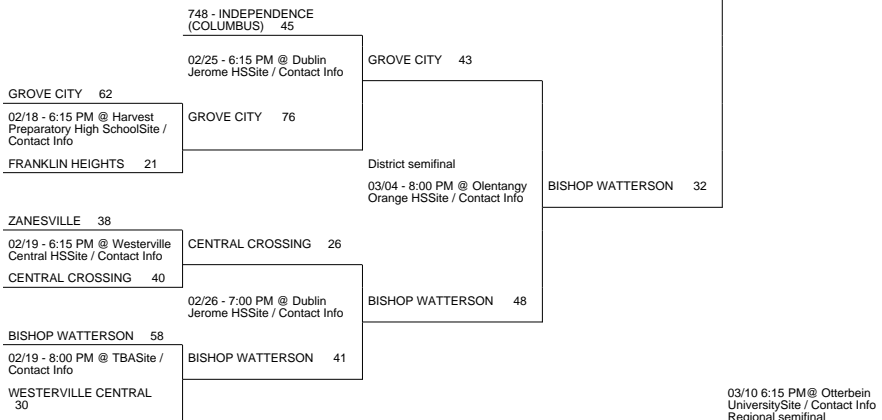 748 - INDEPENDENCE
(COLUMBUS) 45
02/25 - 6:15 PM @ Dublin
Jerome HSSite / Contact Info
GROVE CITY 43
GROVE CITY 62
02/18 - 6:15 PM @ Harvest
Preparatory High SchoolSite /
Contact Info
GROVE CITY 76
FRANKLIN HEIGHTS 21
District semifinal
03/04 - 8:00 PM @ Olentangy
Orange HSSite / Contact Info
BISHOP WATTERSON 32
ZANESVILLE 38
02/19 - 6:15 PM @ Westerville
Central HSSite / Contact Info
CENTRAL CROSSING 26
CENTRAL CROSSING 40
02/26 - 7:00 PM @ Dublin
Jerome HSSite / Contact Info
BISHOP WATTERSON 48
BISHOP WATTERSON 58
02/19 - 8:00 PM @ TBASite /
Contact Info
BISHOP WATTERSON 41
WESTERVILLE CENTRAL
30
03/10 6:15 PM@ Otterbein
UniversitySite / Contact Info
Regional semifinal